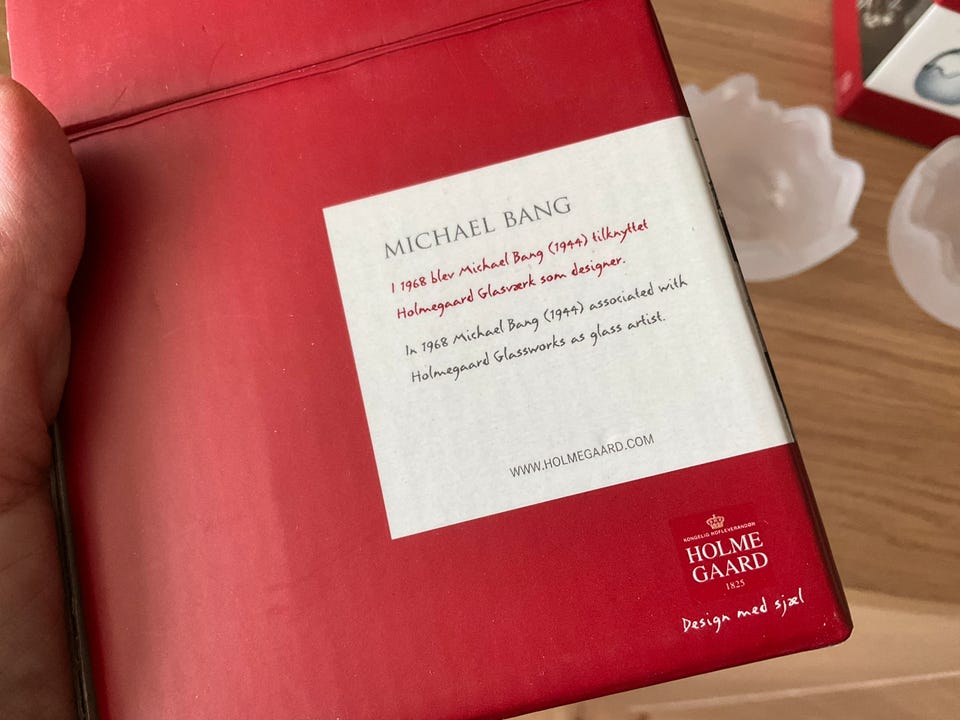 MICHAEL BANG
I 1968 blev Michael Bang (1944) tilknyttet
Holmegaard Glasværk som designer.
In 1968 Michael Bang (1944) associated with
Holmegaard Glassworks as glass artist.
WWW.HOLMEGAARD.COM
KONGELIG HOFLEVERANDØR
HOLME
GAARD
1825
Design med sjæl